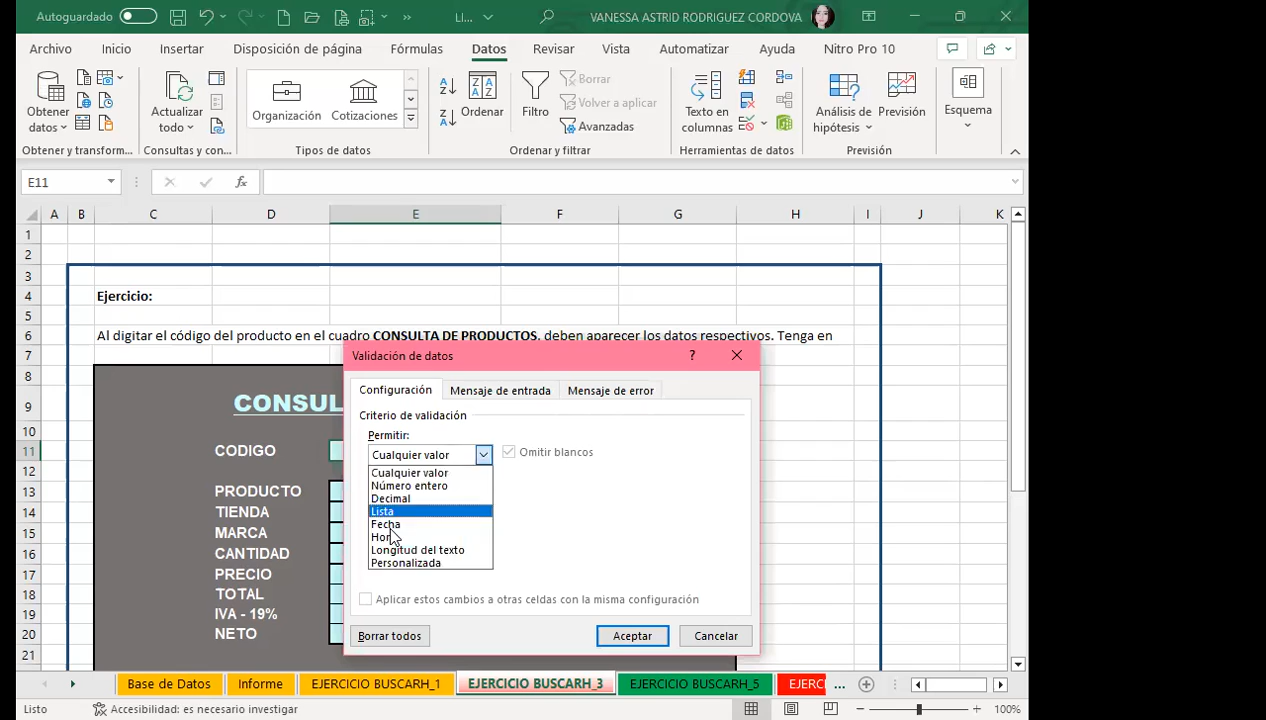 Autoguardado LI... VANESSA ASTRID RODRIGUEZ CORDOVA
Archivo Inicio Insertar Disposición de página Fórmulas Datos Revisar Vista Automatizar Ayuda Nitro Pro 10
Obtener datos
Actualizar todo
Organización Cotizaciones
Ordenar
Filtro
Borrar
Volver a aplicar
Avanzadas
Texto en columnas
Análisis de hipótesis
Previsión
Esquema
Obtener y transform... Consultas y con... Tipos de datos Ordenar y filtrar Herramientas de datos Previsión
E11 fx
A B C D E F G H I J K
1
2
3
4 Ejercicio:
5
6 Al digitar el código del producto en el cuadro CONSULTA DE PRODUCTOS, deben aparecer los datos respectivos. Tenga en
7
8
9 CONSUL
10
11 CODIGO
12
13 PRODUCTO
14 TIENDA
15 MARCA
16 CANTIDAD
17 PRECIO
18 TOTAL
19 IVA - 19%
20 NETO
21
Validación de datos ?
Configuración Mensaje de entrada Mensaje de error
Criterio de validación
Permitir:
Cualquier valor Omitir blancos
Cualquier valor
Número entero
Decimal
Lista
Fecha
Longitud del texto
Personalizada
Aplicar estos cambios a otras celdas con la misma configuración
Borrar todos Aceptar Cancelar
Base de Datos Informe EJERCICIO BUSCARH_1 EJERCICIO BUSCARH_3 EJERCICIO BUSCARH_5 EJERC ...
Listo Accesibilidad: es necesario investigar 100%